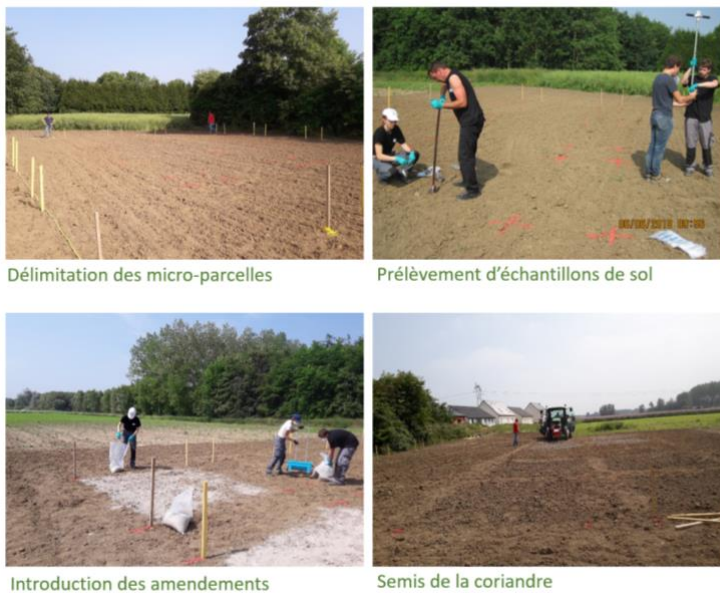 Délimitation des micro-parcelles
Prélèvement d'échantillons de sol
Introduction des amendements
Semis de la coriandre